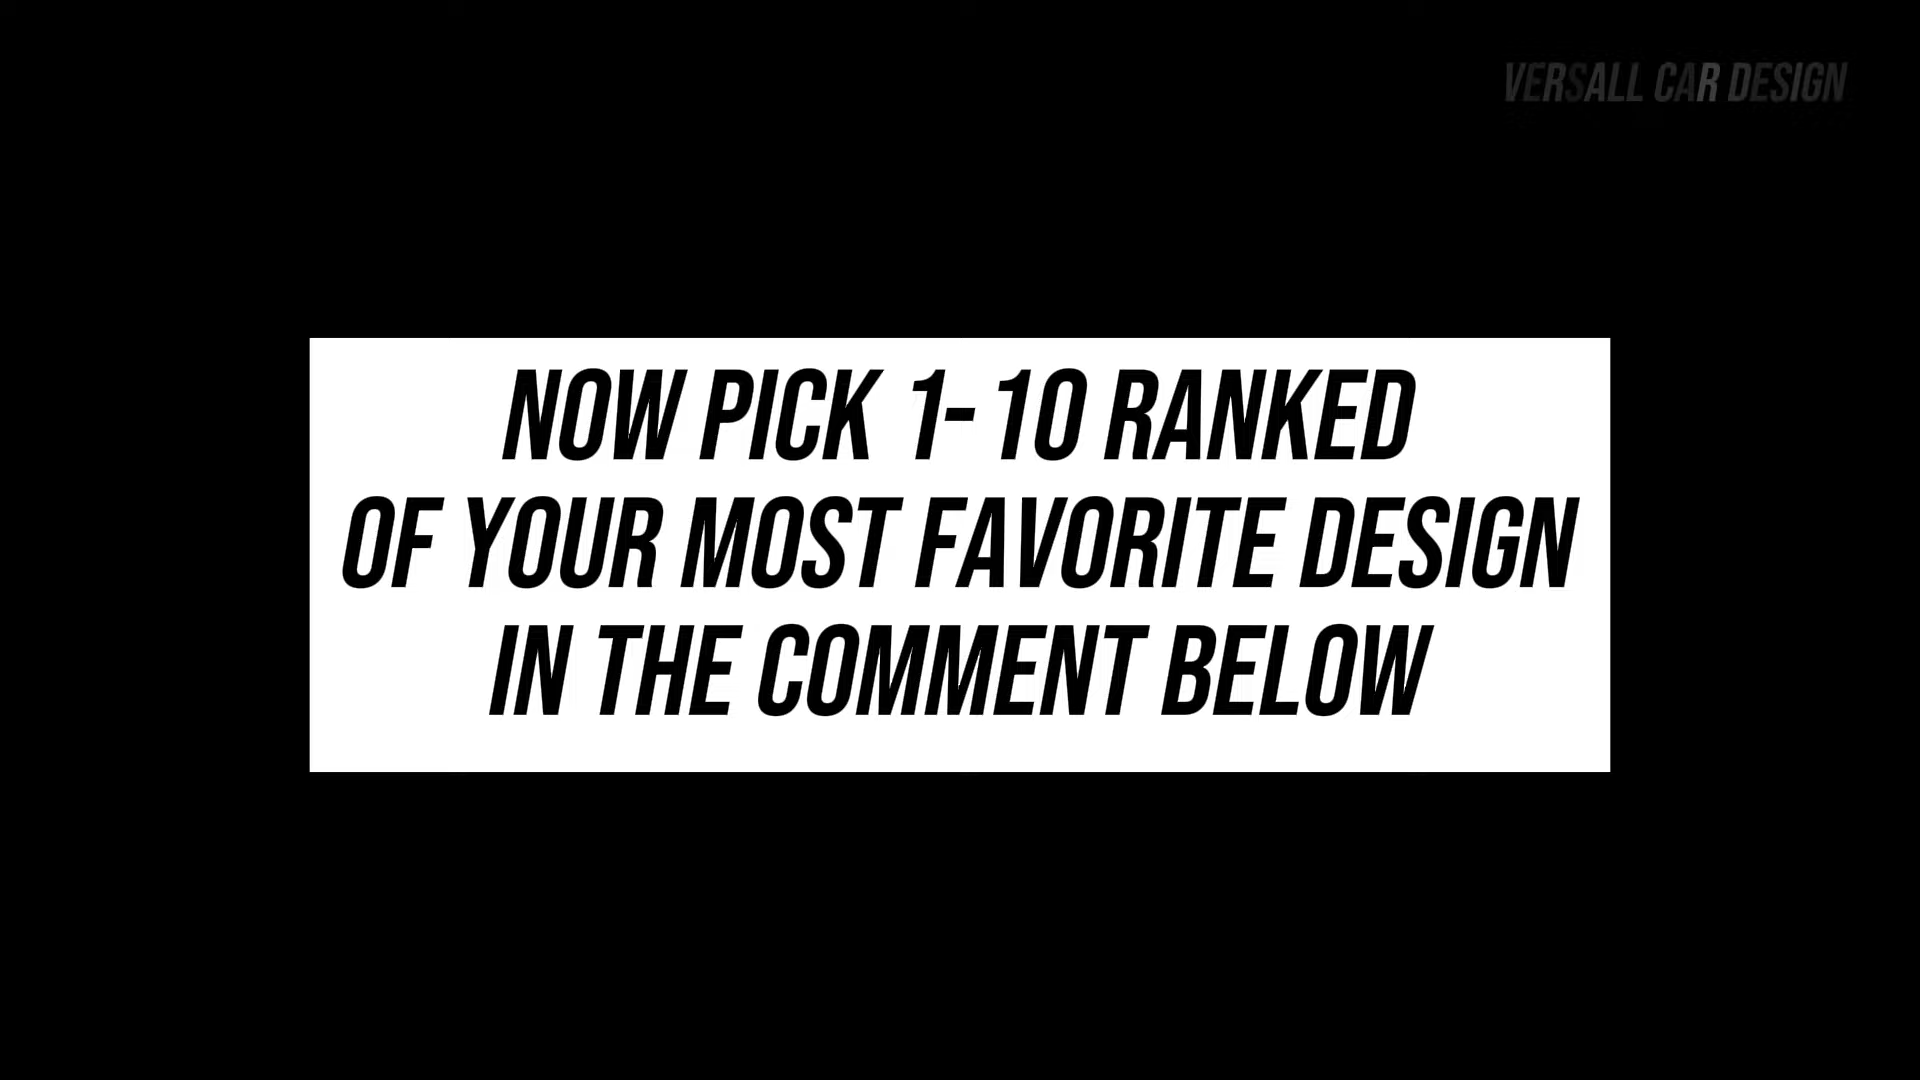 VERSALL CAR DESIGN
NOW PICK 1-10 RANKED
OF YOUR MOST FAVORITE DESIGN
IN THE COMMENT BELOW